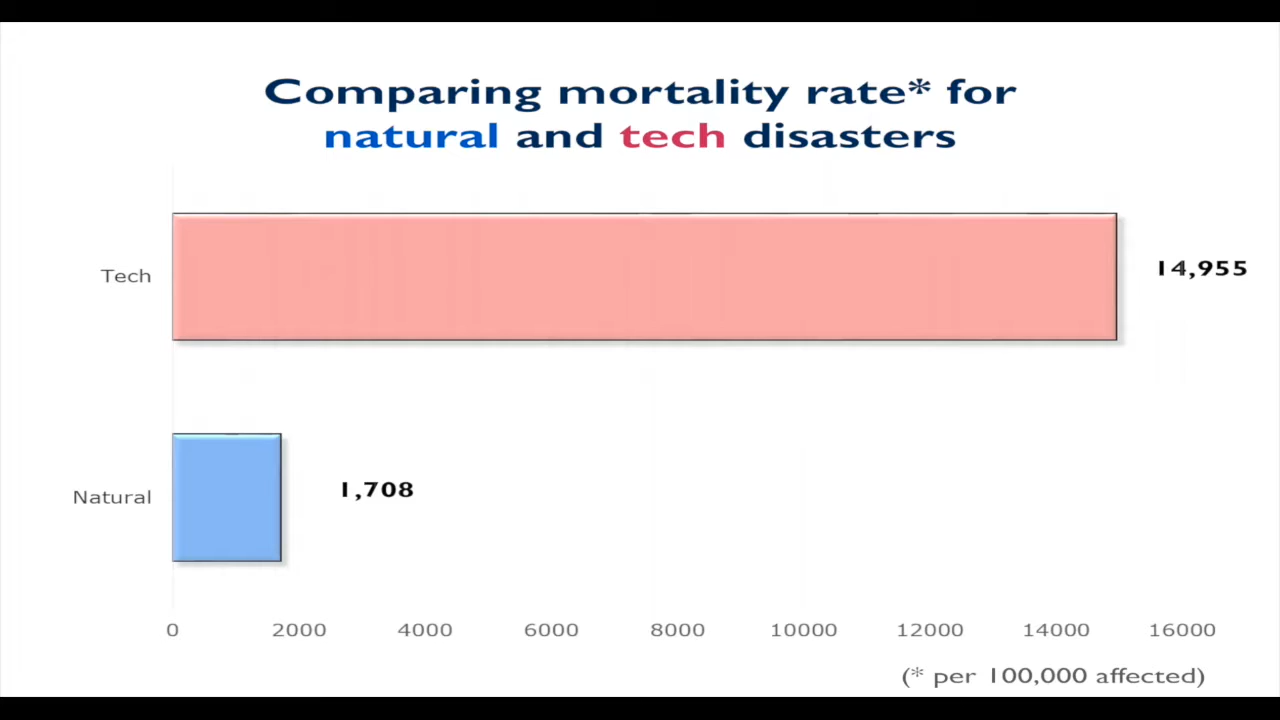 Comparing mortality rate* for
natural and tech disasters
Tech
14,955
Natural
1,708
0 2000 4000 6000 8000 10000 12000 14000 16000
(* per 100,000 affected)